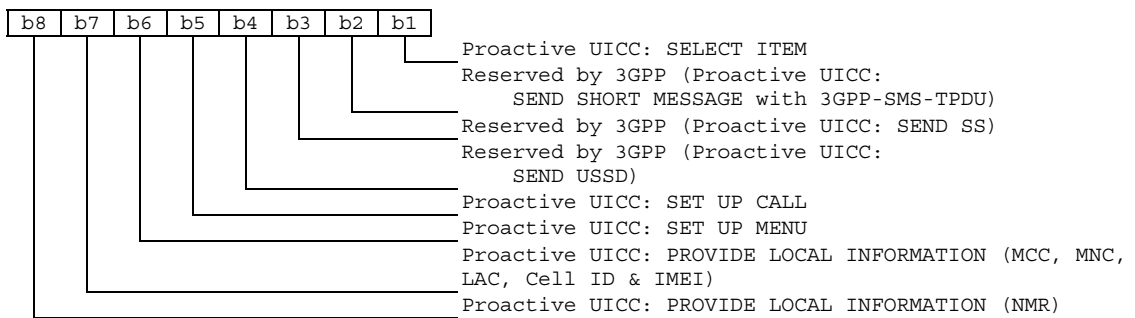 b8 b7 b6 b5 b4 b3 b2 b1
Proactive UICC: SELECT ITEM
Reserved by 3GPP (Proactive UICC:
SEND SHORT MESSAGE with 3GPP-SMS-TPDU)
Reserved by 3GPP (Proactive UICC: SEND SS)
Reserved by 3GPP (Proactive UICC:
SEND USSD)
Proactive UICC: SET UP CALL
Proactive UICC: SET UP MENU
Proactive UICC: PROVIDE LOCAL INFORMATION (MCC, MNC,
LAC, Cell ID & IMEI)
Proactive UICC: PROVIDE LOCAL INFORMATION (NMR)